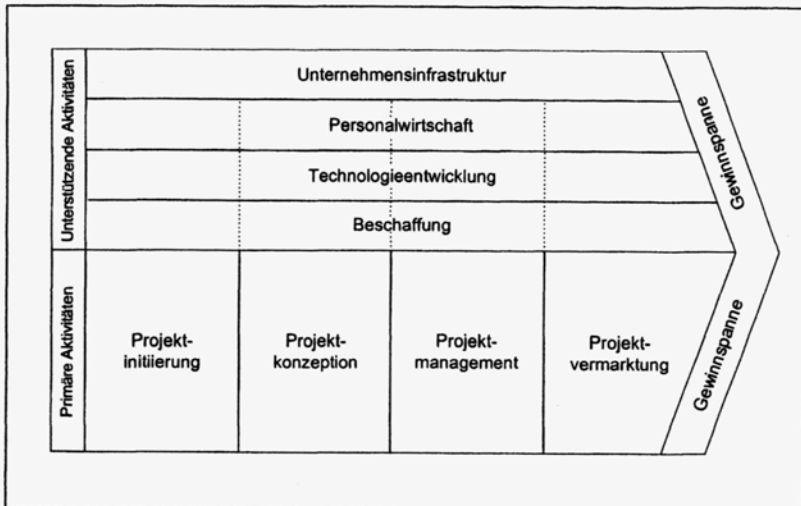 Unterstützende Aktivitäten
Unternehmensinfrastruktur
Personalwirtschaft
Technologieentwicklung
Beschaffung
Gewinnspanne
Primäre Aktivitäten
Projekt-
initiierung
Projekt-
konzeption
Projekt-
management
Projekt-
vermarktung
Gewinnspanne